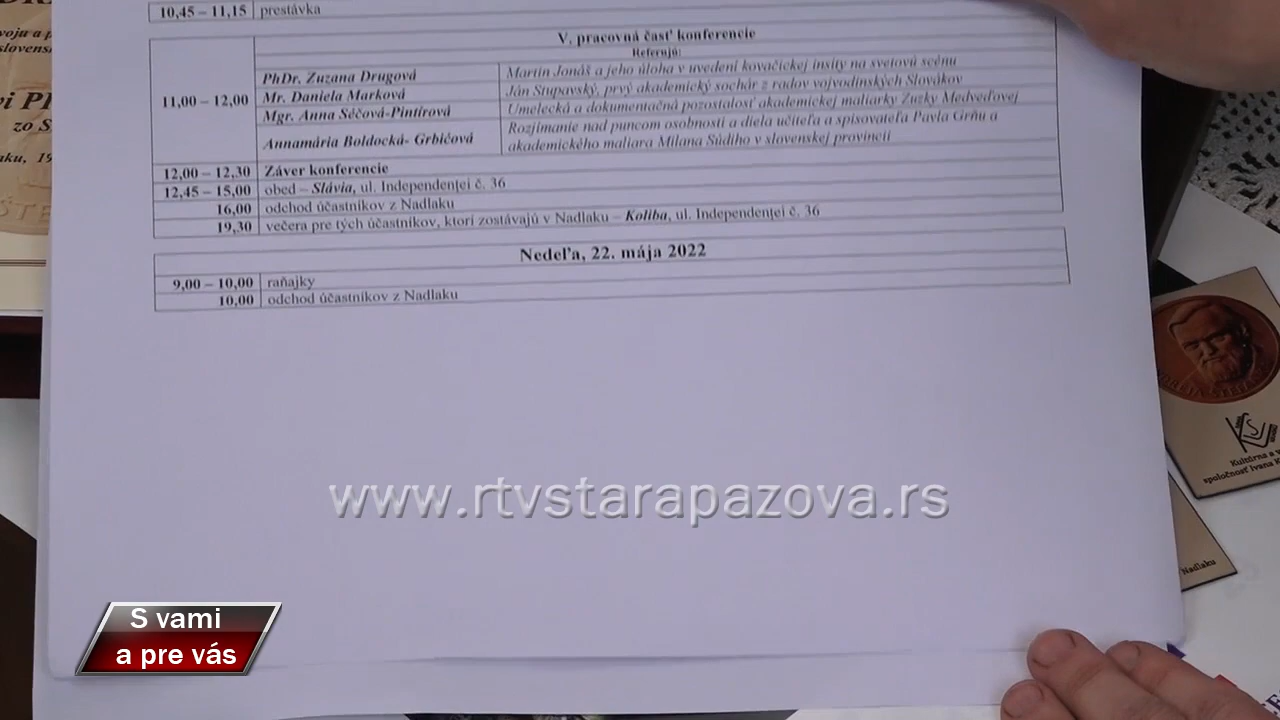 10,45 – 11,15 prestávka
V. pracovná časť konferencie
Referujú:
11,00 – 12,00
PhDr. Zuzana Drugová Martin Jonáš a jeho úloha v uvedení kovačickej insity na svetovú scénu
Mr. Daniela Marková Ján Stupavský, prvý akademický sochár z radov vojvodinských Slovákov
Mgr. Anna Séčová-Pintírová Umelecká a dokumentačná pozostalosť akademickej maliarky Zuzky Medveďovej
Annamária Boldocká- Grbićová Rozjímanie nad puncom osobnosti a diela učiteľa a spisovateľa Pavla Grňu a
akademického maliara Milana Súdiho v slovenskej provincii
12,00 – 12,30 Záver konferencie
12,45 – 15,00 obed – Slávia, ul. Independenței č. 36
16,00 odchod účastníkov z Nadlaku
19,30 večera pre tých účastníkov, ktorí zostávajú v Nadlaku – Koliba, ul. Independenței č. 36
Nedeľa, 22. mája 2022
9,00 – 10,00 raňajky
10,00 odchod účastníkov z Nadlaku
Kultúrna a
spoločnosť Ivana
Nadlaku
www.rtvstarapazova.rs
S vami
a pre vás